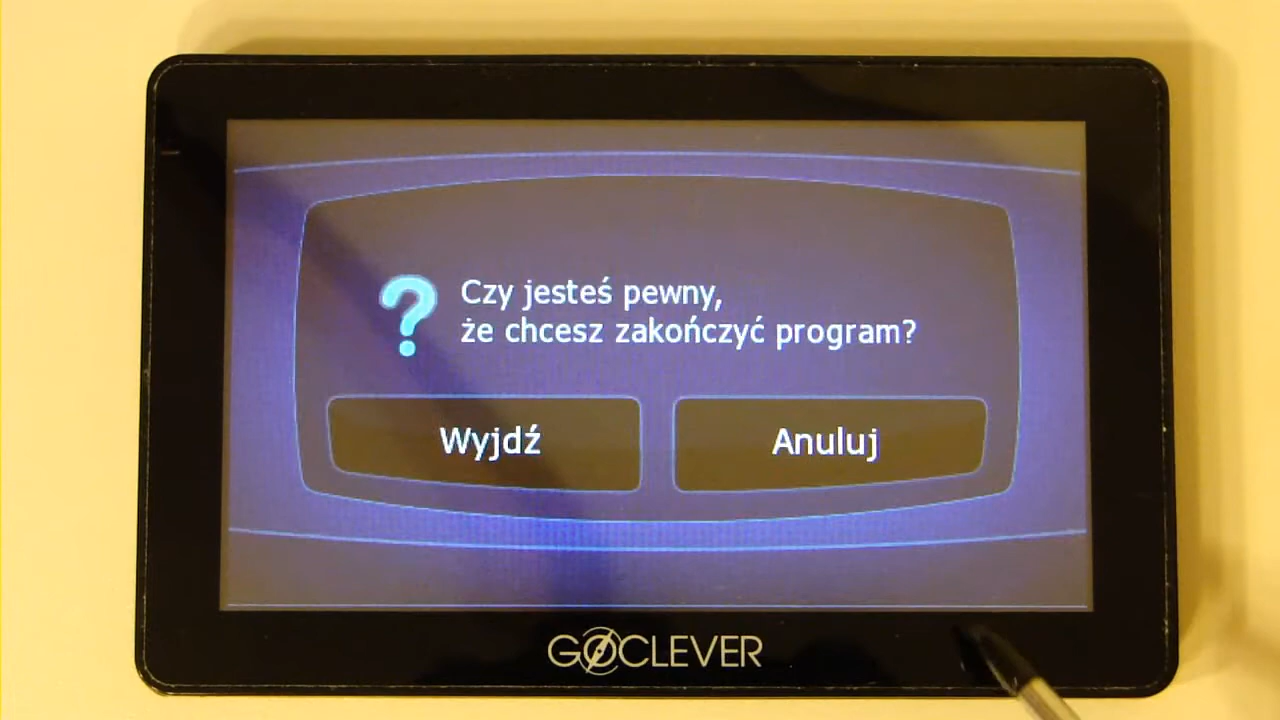 Czy jesteś pewny,
że chcesz zakończyć program?
Wyjdź
Anuluj
GOCLEVER